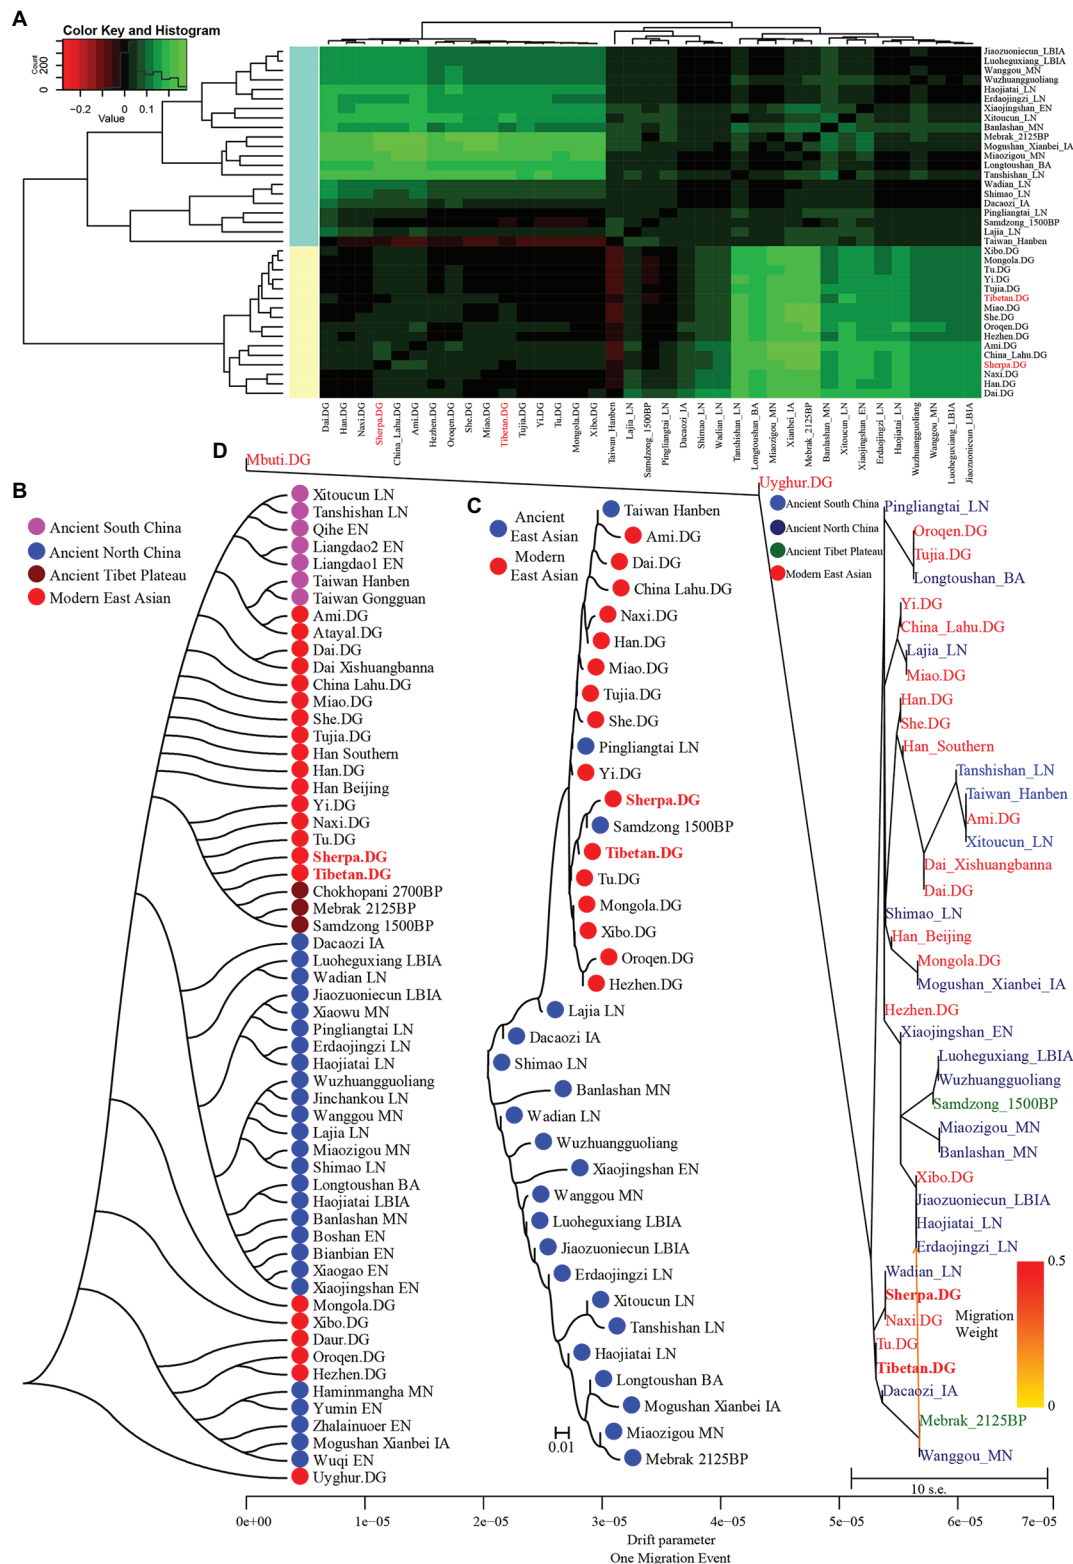 A
Color Key and Histogram
Count
0 200
−0.2 0 0.1
Value
Jiaozuoniecun_LBIA
Luoheguxiang_LBIA
Wanggou_MN
Wuzhuangguoliang
Haojiatai_LN
Erdaojingzi_LN
Xiaojingshan_EN
Xitoucun_LN
Banlashan_MN
Mebrak_2125BP
Mogushan_Xianbei_IA
Miaozigou_MN
Longtoushan_BA
Tanshishan_LN
Wadian_LN
Shimao_LN
Dacaozi_IA
Pingliangtai_LN
Samdzong_1500BP
Lajia_LN
Taiwan_Hanben
Xibo.DG
Mongola.DG
Tu.DG
Yi.DG
Tujia.DG
Tibetan.DG
Miao.DG
She.DG
Oroqen.DG
Hezhen.DG
Ami.DG
China_Lahu.DG
Sherpa.DG
Naxi.DG
Han.DG
Dai.DG
Dai.DG
Han.DG
Naxi.DG
Sherpa.DG
China_Lahu.DG
Ami.DG
Hezhen.DG
Oroqen.DG
She.DG
Miao.DG
Tibetan.DG
Tujia.DG
Yi.DG
Tu.DG
Mongola.DG
Xibo.DG
Taiwan_Hanben
Lajia_LN
Samdzong_1500BP
Pingliangtai_LN
Dacaozi_IA
Shimao_LN
Wadian_LN
Tanshishan_LN
Longtoushan_BA
Miaozigou_MN
Xianbei_IA
Mebrak_2125BP
Banlashan_MN
Xitoucun_LN
Xiaojingshan_EN
Erdaojingzi_LN
Haojiatai_LN
Wuzhuangguoliang
Wanggou_MN
Luoheguxiang_LBIA
Jiaozuoniecun_LBIA
B
Ancient South China
Ancient North China
Ancient Tibet Plateau
Modern East Asian
Xitoucun LN
Tanshishan LN
Qihe EN
Liangdao2 EN
Liangdao1 EN
Taiwan Hanben
Taiwan Gongguan
Ami.DG
Atayal.DG
Dai.DG
Dai Xishuangbanna
China Lahu.DG
Miao.DG
She.DG
Tujia.DG
Han Southern
Han.DG
Han Beijing
Yi.DG
Naxi.DG
Tu.DG
Sherpa.DG
Tibetan.DG
Chokhopani 2700BP
Mebrak 2125BP
Samdzong 1500BP
Dacaozi IA
Luoheguxiang LBIA
Wadian LN
Jiaozuoniecun LBIA
Xiaowu MN
Pingliangtai LN
Erdaojingzi LN
Haojiatai LN
Wuzhuangguoliang
Jinchankou LN
Wanggou MN
Lajia LN
Miaozigou MN
Shimao LN
Longtoushan BA
Haojiatai LBIA
Banlashan MN
Boshan EN
Bianbian EN
Xiaogao EN
Xiaojingshan EN
Mongola.DG
Xibo.DG
Daur.DG
Oroqen.DG
Hezhen.DG
Haminmangha MN
Yumin EN
Zhalainuoer EN
Mogushan Xianbei IA
Wuqi EN
Uyghur.DG
C
Ancient
East Asian
Modern
East Asian
Taiwan Hanben
Ami.DG
Dai.DG
China Lahu.DG
Naxi.DG
Han.DG
Miao.DG
Tujia.DG
She.DG
Pingliangtai LN
Yi.DG
Sherpa.DG
Samdzong 1500BP
Tibetan.DG
Tu.DG
Mongola.DG
Xibo.DG
Oroqen.DG
Hezhen.DG
Lajia LN
Dacaozi IA
Shimao LN
Banlashan MN
Wadian LN
Wuzhuangguoliang
Xiaojingshan EN
Wanggou MN
Luoheguxiang LBIA
Jiaozuoniecun LBIA
Erdaojingzi LN
Xitoucun LN
Tanshishan LN
Haojiatai LN
Longtoushan BA
Mogushan Xianbei IA
Miaozigou MN
Mebrak 2125BP
0.01
D
Mbuti.DG
Uyghur.DG
Ancient South China
Ancient North China
Ancient Tibet Plateau
Modern East Asian
Pingliangtai_LN
Oroqen.DG
Tujia.DG
Longtoushan_BA
Yi.DG
China_Lahu.DG
Lajia_LN
Miao.DG
Han.DG
She.DG
Han_Southern
Tanshishan_LN
Taiwan_Hanben
Ami.DG
Xitoucun_LN
Dai_Xishuangbanna
Dai.DG
Shimao_LN
Han_Beijing
Mongola.DG
Mogushan_Xianbei_IA
Hezhen.DG
Xiaojingshan_EN
Luoheguxiang_LBIA
Wuzhuangguoliang
Samdzong_1500BP
Miaozigou_MN
Banlashan_MN
Xibo.DG
Jiaozuoniecun_LBIA
Haojiatai_LN
Erdaojingzi_LN
Wadian_LN
Sherpa.DG
Naxi.DG
Tu.DG
Tibetan.DG
Dacaozi_IA
Mebrak_2125BP
Wanggou_MN
0.5
Migration
Weight
0
10 s.e.
0e+00 1e−05 2e−05 3e−05 4e−05 5e−05 6e−05 7e−05
Drift parameter
One Migration Event